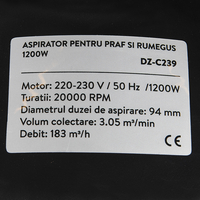 ASPIRATOR PENTRU PRAF SI RUMEGUS
1200W
DZ-C239
Motor: 220-230 V / 50 Hz /1200W
Turatii: 20000 RPM
Diametrul duzei de aspirare: 94 mm
Volum colectare: 3.05 m³/min
Debit: 183 m³/h